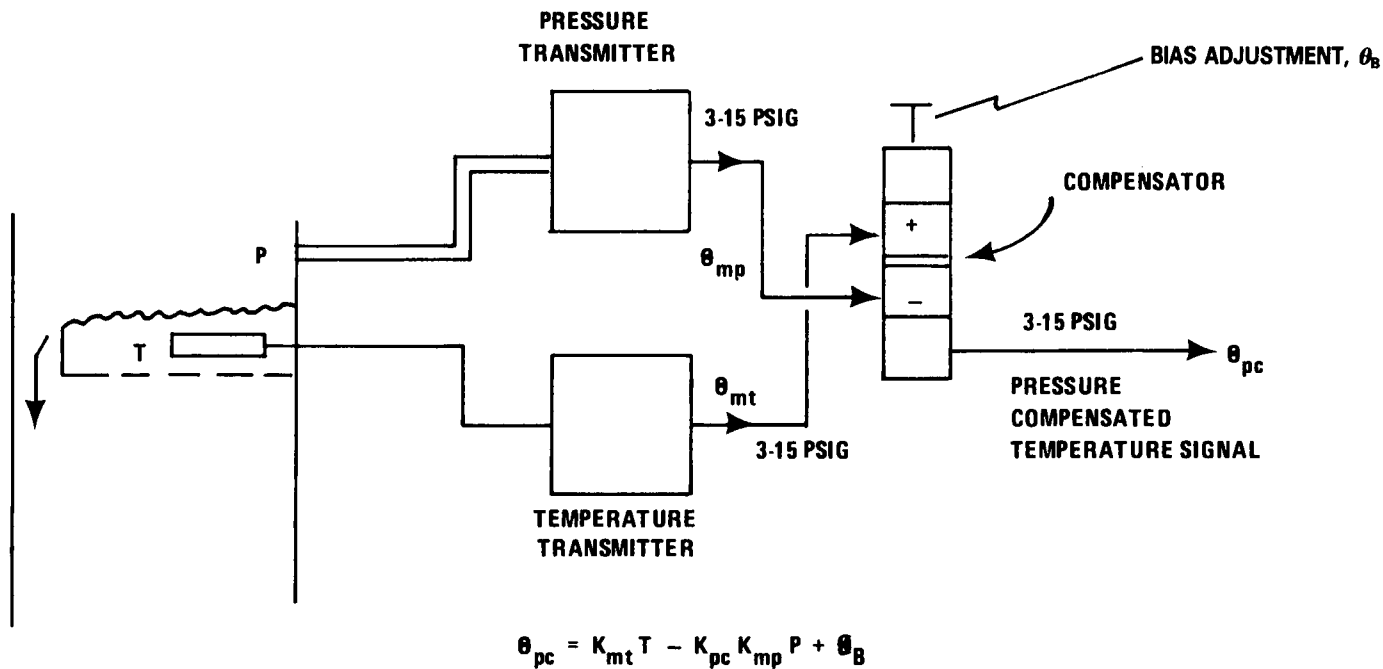 PRESSURE
TRANSMITTER
BIAS ADJUSTMENT, θB
3-15 PSIG
COMPENSATOR
+
P
θmp
−
3-15 PSIG
T
θpc
θmt
PRESSURE
COMPENSATED
TEMPERATURE SIGNAL
3-15 PSIG
TEMPERATURE
TRANSMITTER
θpc = Kmt T − Kpc Kmp P + θB